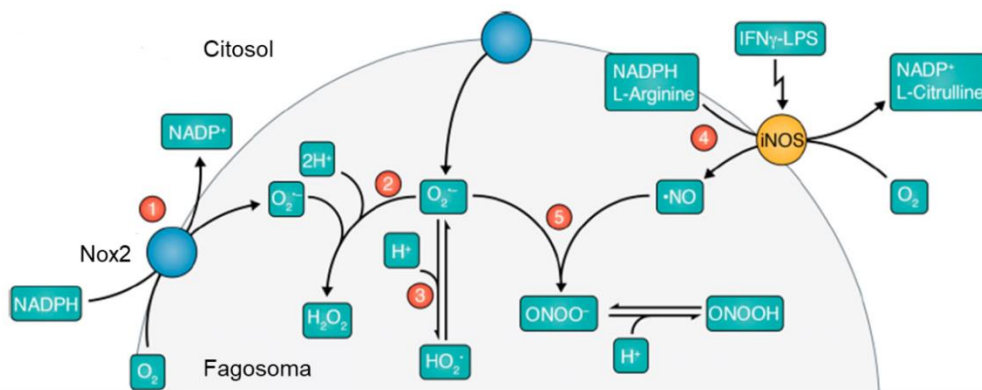 Citosol
IFNγ-LPS
NADPH
L-Arginine
NADP⁺
L-Citrulline
NADP⁺
4
iNOS
2H⁺
1
2
O₂•⁻
O₂•⁻
•NO
O₂
5
Nox2
H⁺
3
NADPH
H₂O₂
ONOO⁻
ONOOH
O₂
Fagosoma
HO₂•
H⁺